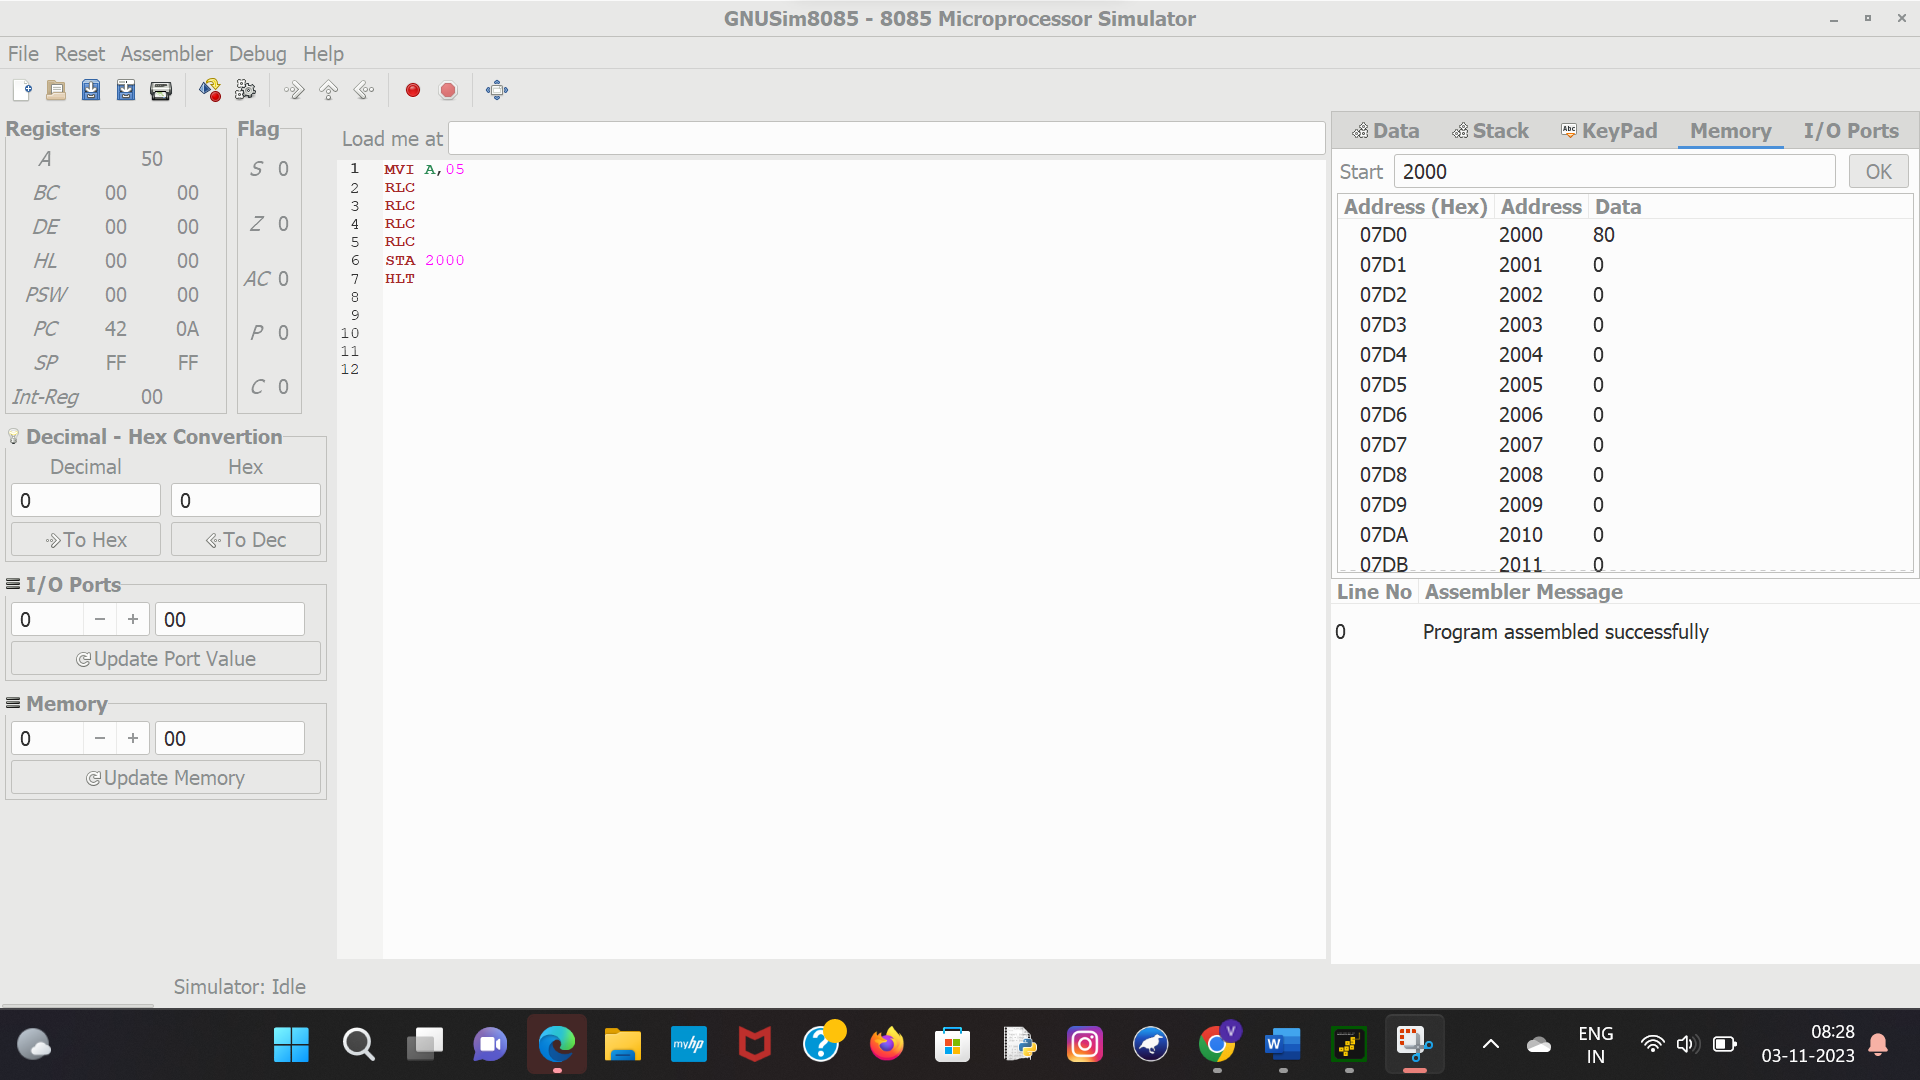 GNUSim8085 - 8085 Microprocessor Simulator
File Reset Assembler Debug Help
Registers
A 50
BC 00 00
DE 00 00
HL 00 00
PSW 00 00
PC 42 0A
SP FF FF
Int-Reg 00
Flag
S 0
Z 0
AC 0
P 0
C 0
Decimal - Hex Convertion
Decimal Hex
0 0
To Hex To Dec
I/O Ports
0 − + 00
Update Port Value
Memory
0 − + 00
Update Memory
Simulator: Idle
Load me at
1 MVI A,05
2 RLC
3 RLC
4 RLC
5 RLC
6 STA 2000
7 HLT
8
9
10
11
12
Data Stack Abc KeyPad Memory I/O Ports
Start 2000 OK
Address (Hex) Address Data
07D0 2000 80
07D1 2001 0
07D2 2002 0
07D3 2003 0
07D4 2004 0
07D5 2005 0
07D6 2006 0
07D7 2007 0
07D8 2008 0
07D9 2009 0
07DA 2010 0
07DB 2011 0
Line No Assembler Message
0 Program assembled successfully
myhp
?
V
W
ENG
IN
08:28
03-11-2023